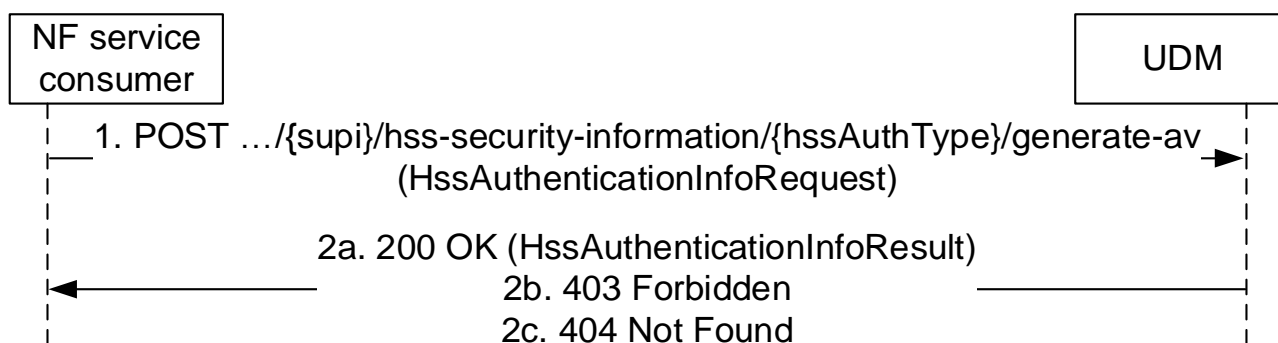 NF service
consumer
UDM
1. POST …/{supi}/hss-security-information/{hssAuthType}/generate-av
(HssAuthenticationInfoRequest)
2a. 200 OK (HssAuthenticationInfoResult)
2b. 403 Forbidden
2c. 404 Not Found